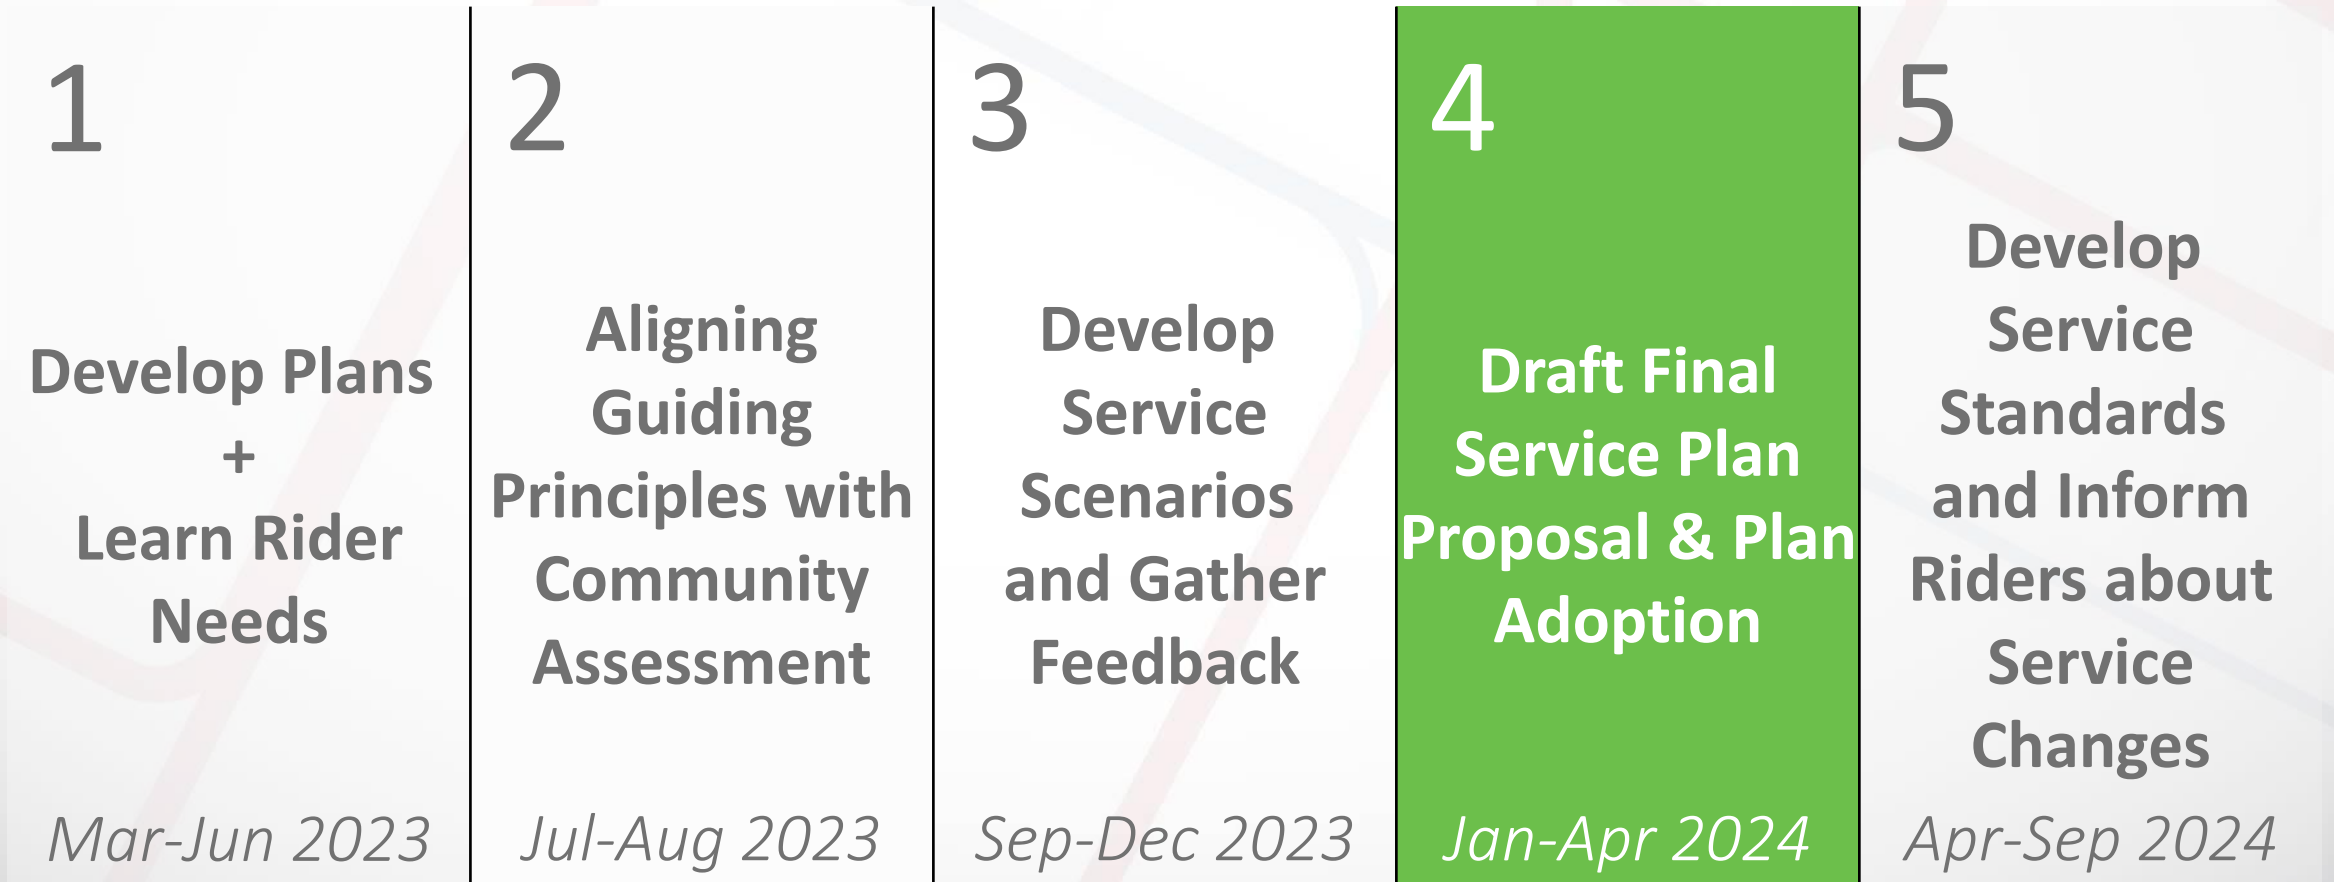 1
Develop Plans
+
Learn Rider
Needs
Mar-Jun 2023
2
Aligning
Guiding
Principles with
Community
Assessment
Jul-Aug 2023
3
Develop
Service
Scenarios
and Gather
Feedback
Sep-Dec 2023
4
Draft Final
Service Plan
Proposal & Plan
Adoption
Jan-Apr 2024
5
Develop
Service
Standards
and Inform
Riders about
Service
Changes
Apr-Sep 2024